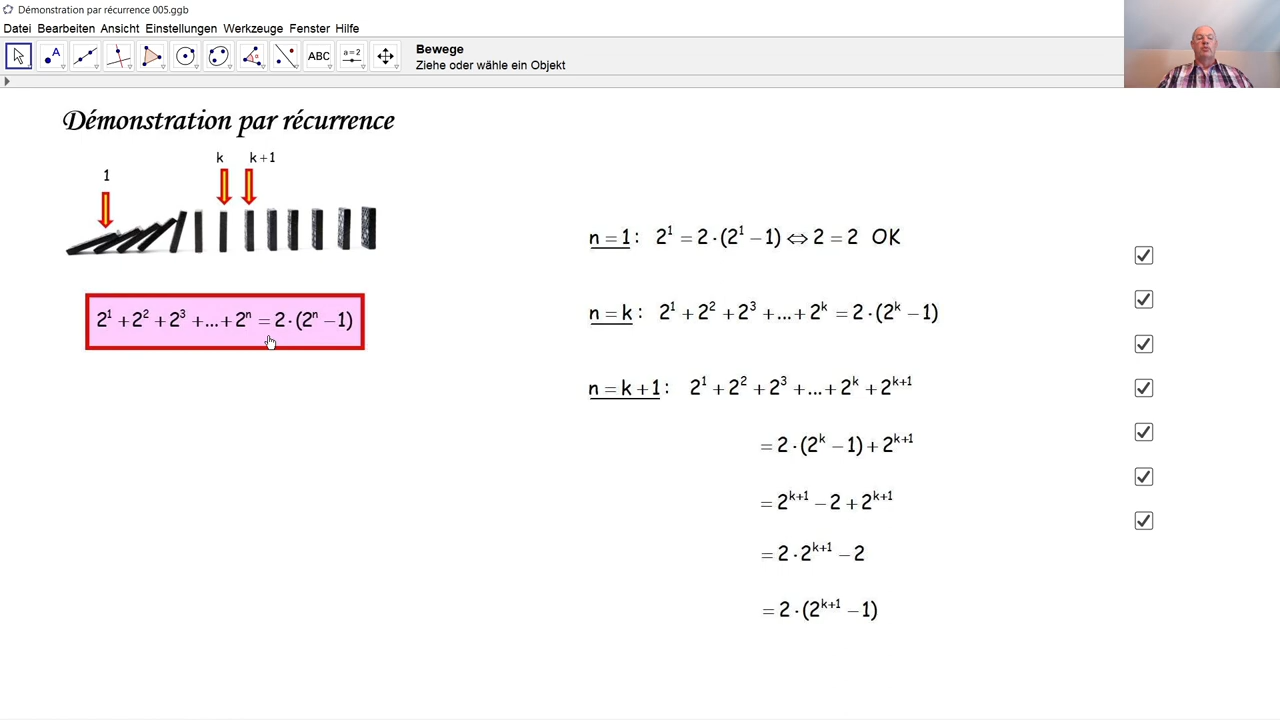 Démonstration par récurrence 005.ggb
Datei Bearbeiten Ansicht Einstellungen Werkzeuge Fenster Hilfe
A ABC a=2
Bewege
Ziehe oder wähle ein Objekt
Démonstration par récurrence
k k+1
1
2¹ + 2² + 2³ + ... + 2ⁿ = 2·(2ⁿ − 1)
n = 1 : 2¹ = 2·(2¹ − 1) ⇔ 2 = 2 OK
n = k : 2¹ + 2² + 2³ + ... + 2ᵏ = 2·(2ᵏ − 1)
n = k + 1 : 2¹ + 2² + 2³ + ... + 2ᵏ + 2ᵏ⁺¹
= 2·(2ᵏ − 1) + 2ᵏ⁺¹
= 2ᵏ⁺¹ − 2 + 2ᵏ⁺¹
= 2·2ᵏ⁺¹ − 2
= 2·(2ᵏ⁺¹ − 1)